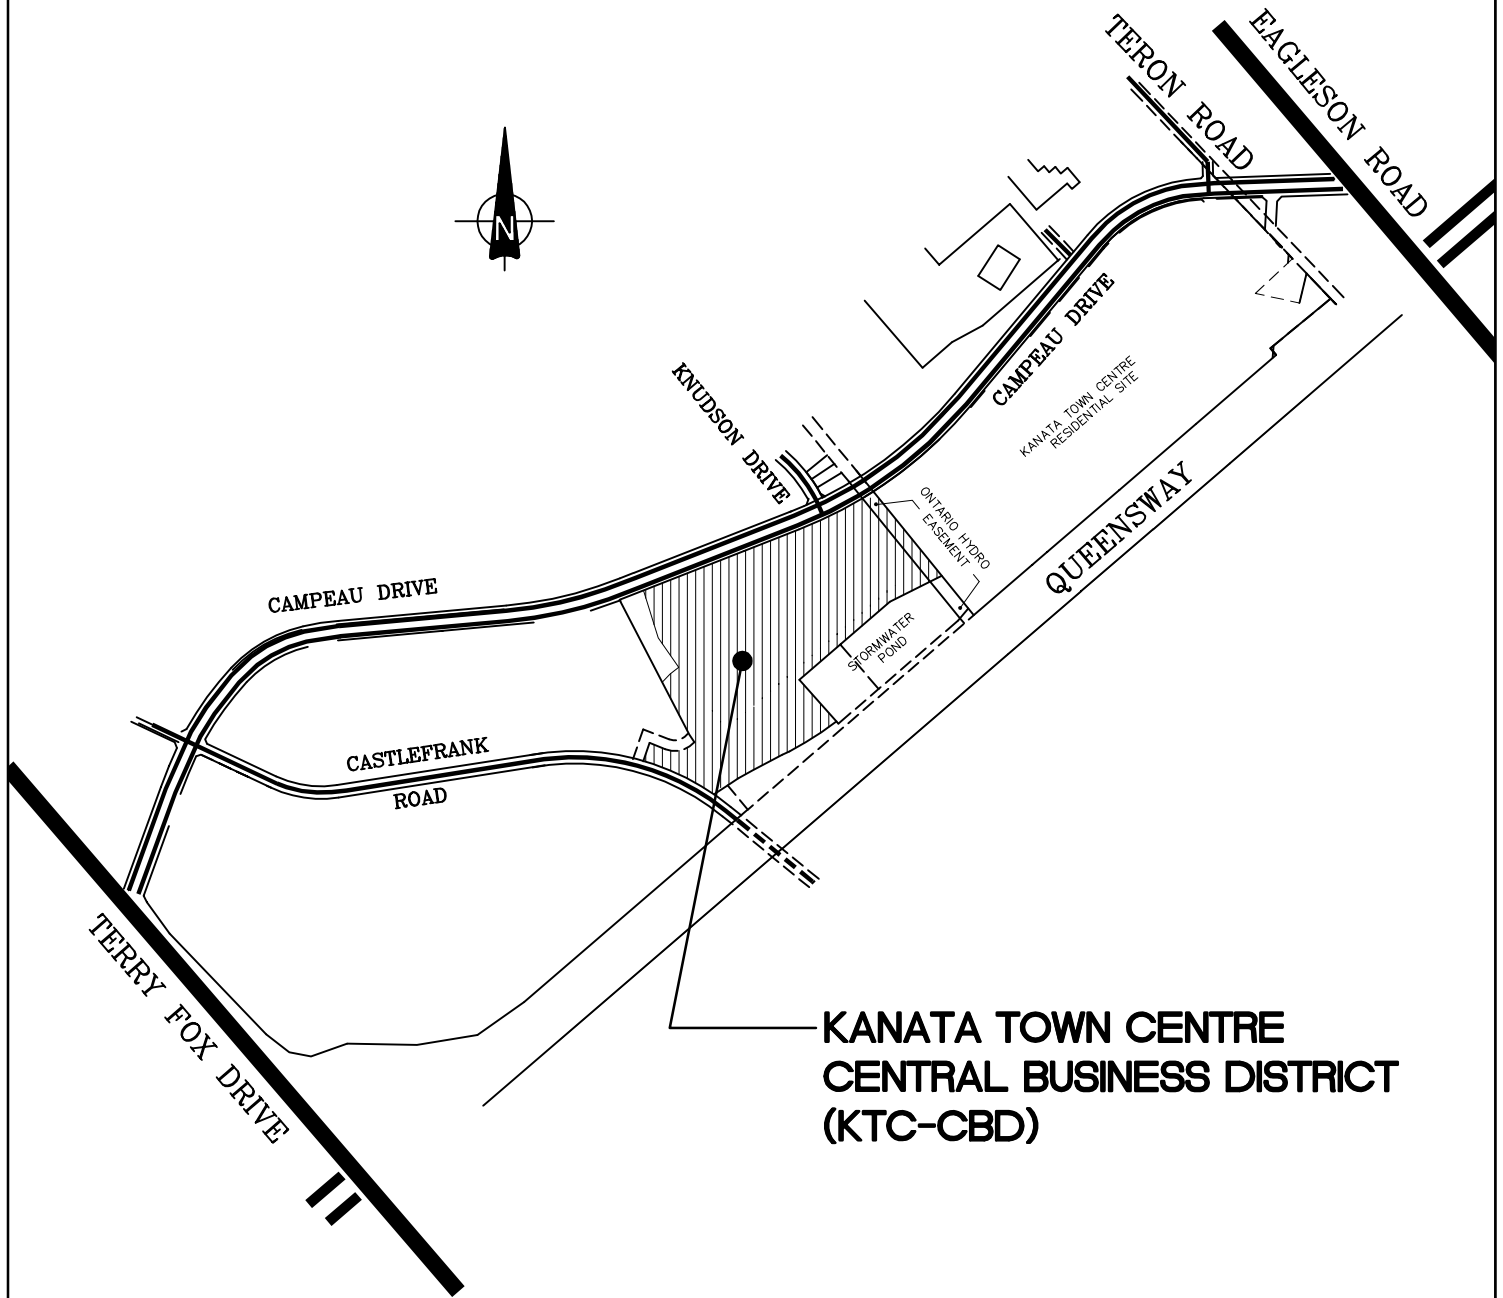 TERON ROAD
EAGLESON ROAD
N
CAMPEAU DRIVE
KNUDSON DRIVE
KANATA TOWN CENTRE
RESIDENTIAL SITE
ONTARIO HYDRO
EASEMENT
QUEENSWAY
CAMPEAU DRIVE
STORMWATER
POND
CASTLEFRANK
ROAD
TERRY FOX DRIVE
KANATA TOWN CENTRE
CENTRAL BUSINESS DISTRICT
(KTC-CBD)